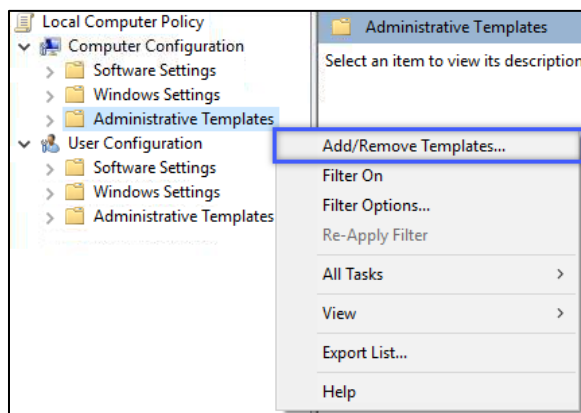 Local Computer Policy
Computer Configuration
Software Settings
Windows Settings
Administrative Templates
User Configuration
Software Settings
Windows Settings
Administrative Templates
Administrative Templates
Select an item to view its description
Add/Remove Templates...
Filter On
Filter Options...
Re-Apply Filter
All Tasks
View
Export List...
Help